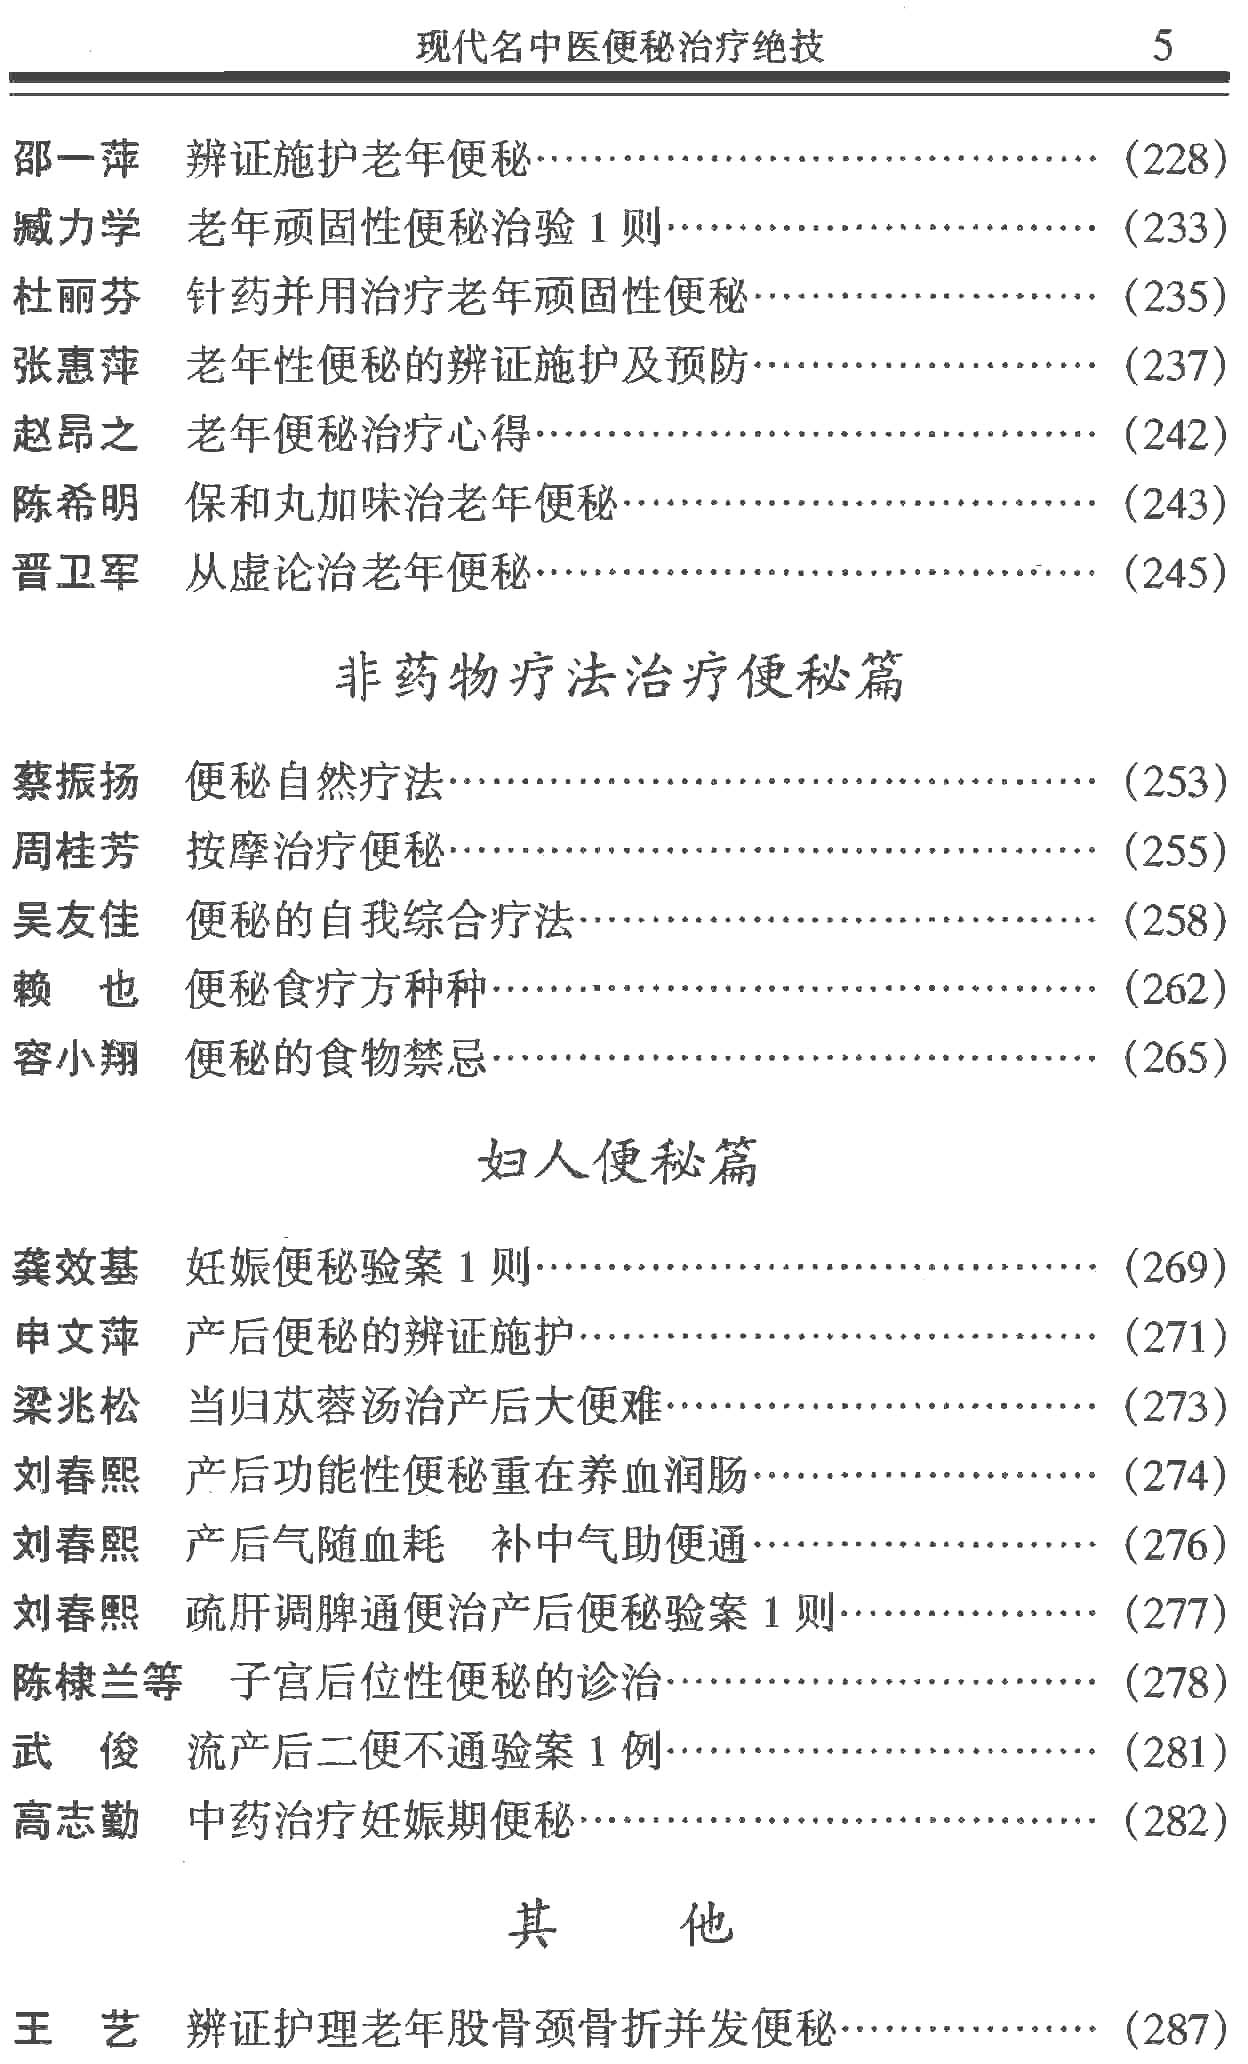 现代名中医便秘治疗绝技 5
邵一萍 辨证施护老年便秘………………………………… (228)
臧力学 老年顽固性便秘治验 1 则………………………… (233)
杜丽芬 针药并用治疗老年顽固性便秘…………………… (235)
张惠萍 老年性便秘的辨证施护及预防…………………… (237)
赵昂之 老年便秘治疗心得………………………………… (242)
陈希明 保和丸加味治老年便秘…………………………… (243)
晋卫军 从虚论治老年便秘………………………………… (245)
非药物疗法治疗便秘篇
蔡振扬 便秘自然疗法……………………………………… (253)
周桂芳 按摩治疗便秘……………………………………… (255)
吴友佳 便秘的自我综合疗法……………………………… (258)
赖 也 便秘食疗方种种…………………………………… (262)
容小翔 便秘的食物禁忌…………………………………… (265)
妇人便秘篇
龚效基 妊娠便秘验案 1 则………………………………… (269)
申文萍 产后便秘的辨证施护……………………………… (271)
梁兆松 当归苁蓉汤治产后大便难………………………… (273)
刘春熙 产后功能性便秘重在养血润肠…………………… (274)
刘春熙 产后气随血耗 补中气助便通…………………… (276)
刘春熙 疏肝调脾通便治产后便秘验案 1 则……………… (277)
陈棣兰等 子宫后位性便秘的诊治………………………… (278)
武 俊 流产后二便不通验案 1 例………………………… (281)
高志勤 中药治疗妊娠期便秘……………………………… (282)
其 他
王 艺 辨证护理老年股骨颈骨折并发便秘……………… (287)